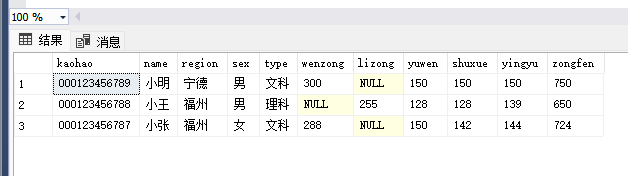 100 %
结果 消息
kaohao name region sex type wenzong lizong yuwen shuxue yingyu zongfen
1 000123456789 小明 宁德 男 文科 300 NULL 150 150 150 750
2 000123456788 小王 福州 男 理科 NULL 255 128 128 139 650
3 000123456787 小张 福州 女 文科 288 NULL 150 142 144 724